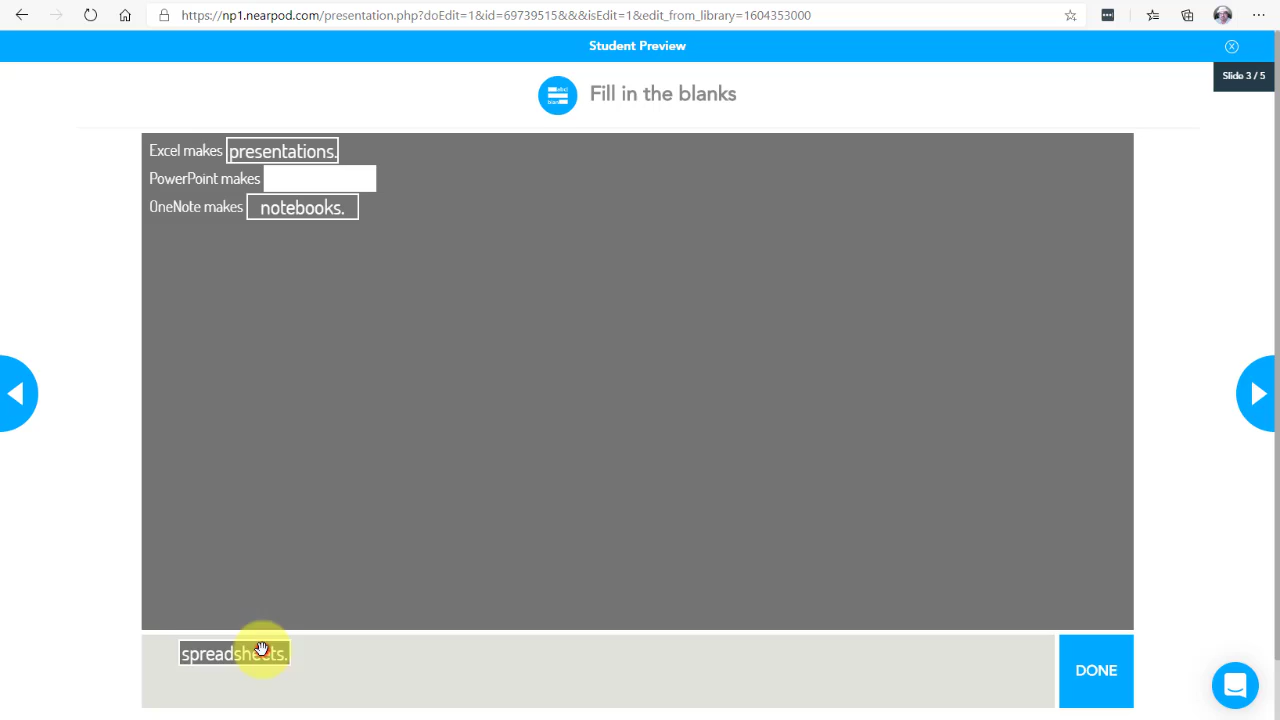 https://np1.nearpod.com/presentation.php?doEdit=1&id=69739515&&&isEdit=1&edit_from_library=1604353000
Student Preview
Slide 3 / 5
Fill in the blanks
Excel makes presentations.
PowerPoint makes
OneNote makes notebooks.
spreadsheets.
DONE